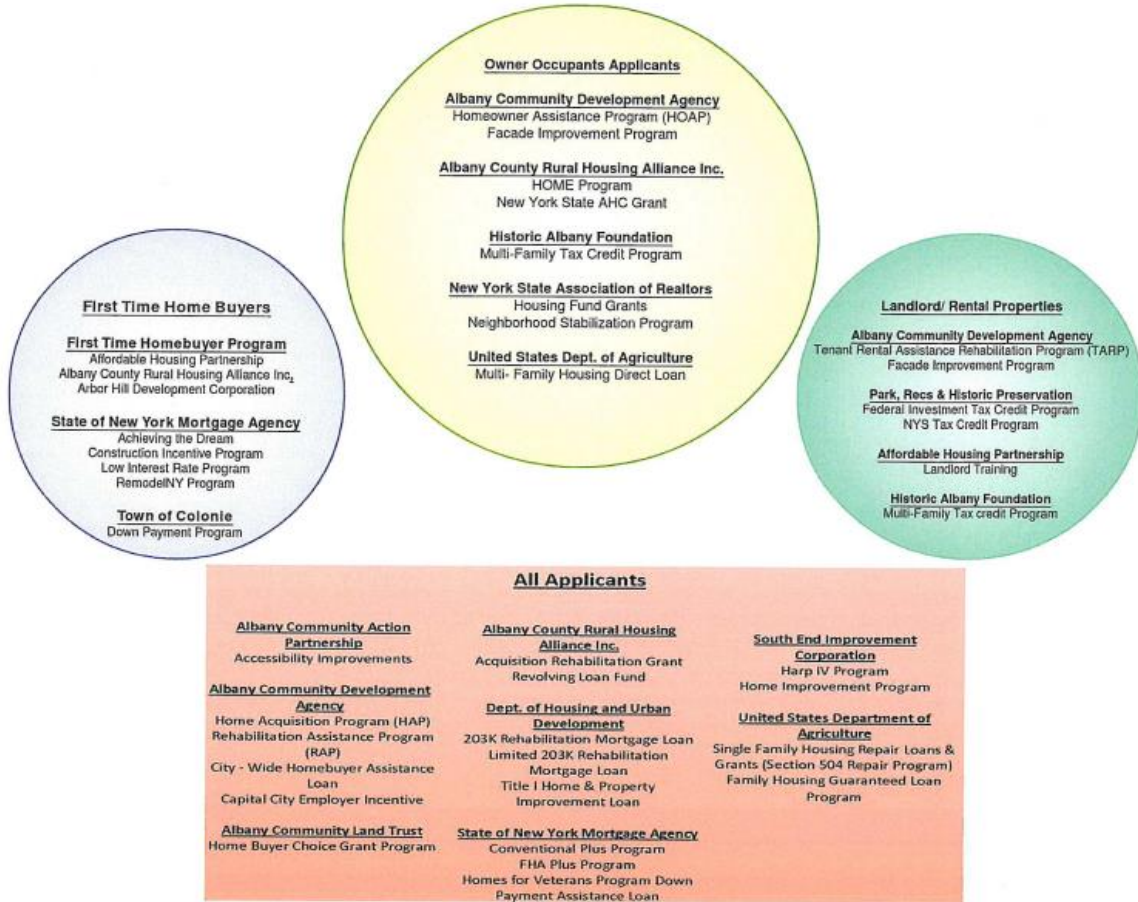 Owner Occupants Applicants
Albany Community Development Agency
Homeowner Assistance Program (HOAP)
Facade Improvement Program
Albany County Rural Housing Alliance Inc.
HOME Program
New York State AHC Grant
Historic Albany Foundation
Multi-Family Tax Credit Program
New York State Association of Realtors
Housing Fund Grants
Neighborhood Stabilization Program
United States Dept. of Agriculture
Multi- Family Housing Direct Loan
First Time Home Buyers
First Time Homebuyer Program
Affordable Housing Partnership
Albany County Rural Housing Alliance Inc.
Arbor Hill Development Corporation
State of New York Mortgage Agency
Achieving the Dream
Construction Incentive Program
Low Interest Rate Program
RemodelNY Program
Town of Colonie
Down Payment Program
Landlord/ Rental Properties
Albany Community Development Agency
Tenant Rental Assistance Rehabilitation Program (TARP)
Facade Improvement Program
Park, Recs & Historic Preservation
Federal Investment Tax Credit Program
NYS Tax Credit Program
Affordable Housing Partnership
Landlord Training
Historic Albany Foundation
Multi-Family Tax credit Program
All Applicants
Albany Community Action
Partnership
Accessibility Improvements
Albany Community Development
Agency
Home Acquisition Program (HAP)
Rehabilitation Assistance Program
(RAP)
City - Wide Homebuyer Assistance
Loan
Capital City Employer Incentive
Albany Community Land Trust
Home Buyer Choice Grant Program
Albany County Rural Housing
Alliance Inc.
Acquisition Rehabilitation Grant
Revolving Loan Fund
Dept. of Housing and Urban
Development
203K Rehabilitation Mortgage Loan
Limited 203K Rehabilitation
Mortgage Loan
Title I Home & Property
Improvement Loan
State of New York Mortgage Agency
Conventional Plus Program
FHA Plus Program
Homes for Veterans Program Down
Payment Assistance Loan
South End Improvement
Corporation
Harp IV Program
Home Improvement Program
United States Department of
Agriculture
Single Family Housing Repair Loans &
Grants (Section 504 Repair Program)
Family Housing Guaranteed Loan
Program